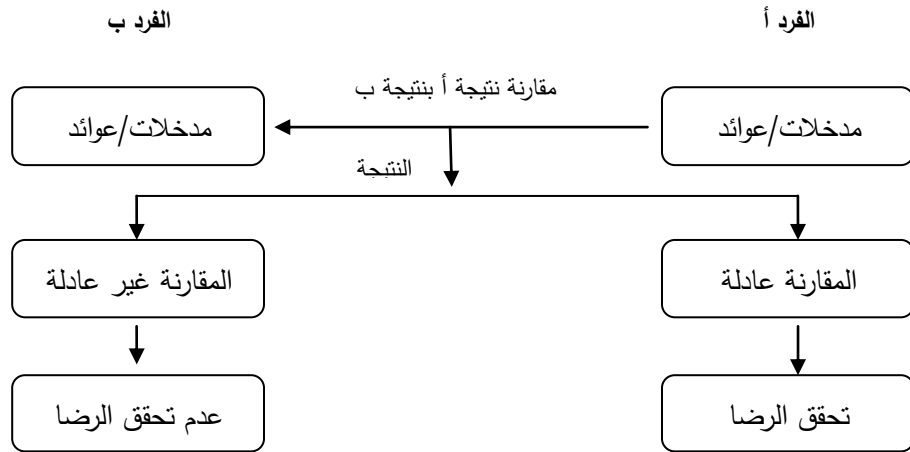 الفرد أ
الفرد ب
مقارنة نتيجة أ بنتيجة ب
مدخلات/عوائد
مدخلات/عوائد
النتيجة
المقارنة عادلة
المقارنة غير عادلة
تحقق الرضا
عدم تحقق الرضا